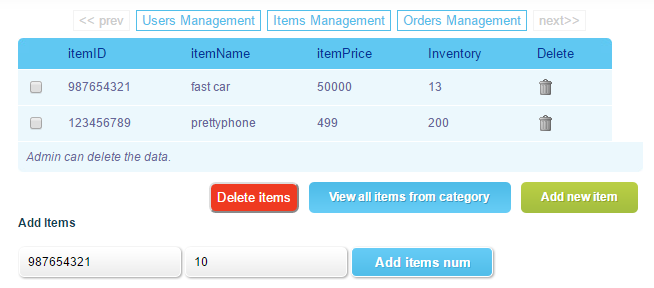 << prev Users Management Items Management Orders Management next>>
itemID itemName itemPrice Inventory Delete
987654321 fast car 50000 13
123456789 prettyphone 499 200
Admin can delete the data.
Delete items View all items from category Add new item
Add Items
987654321 10 Add items num